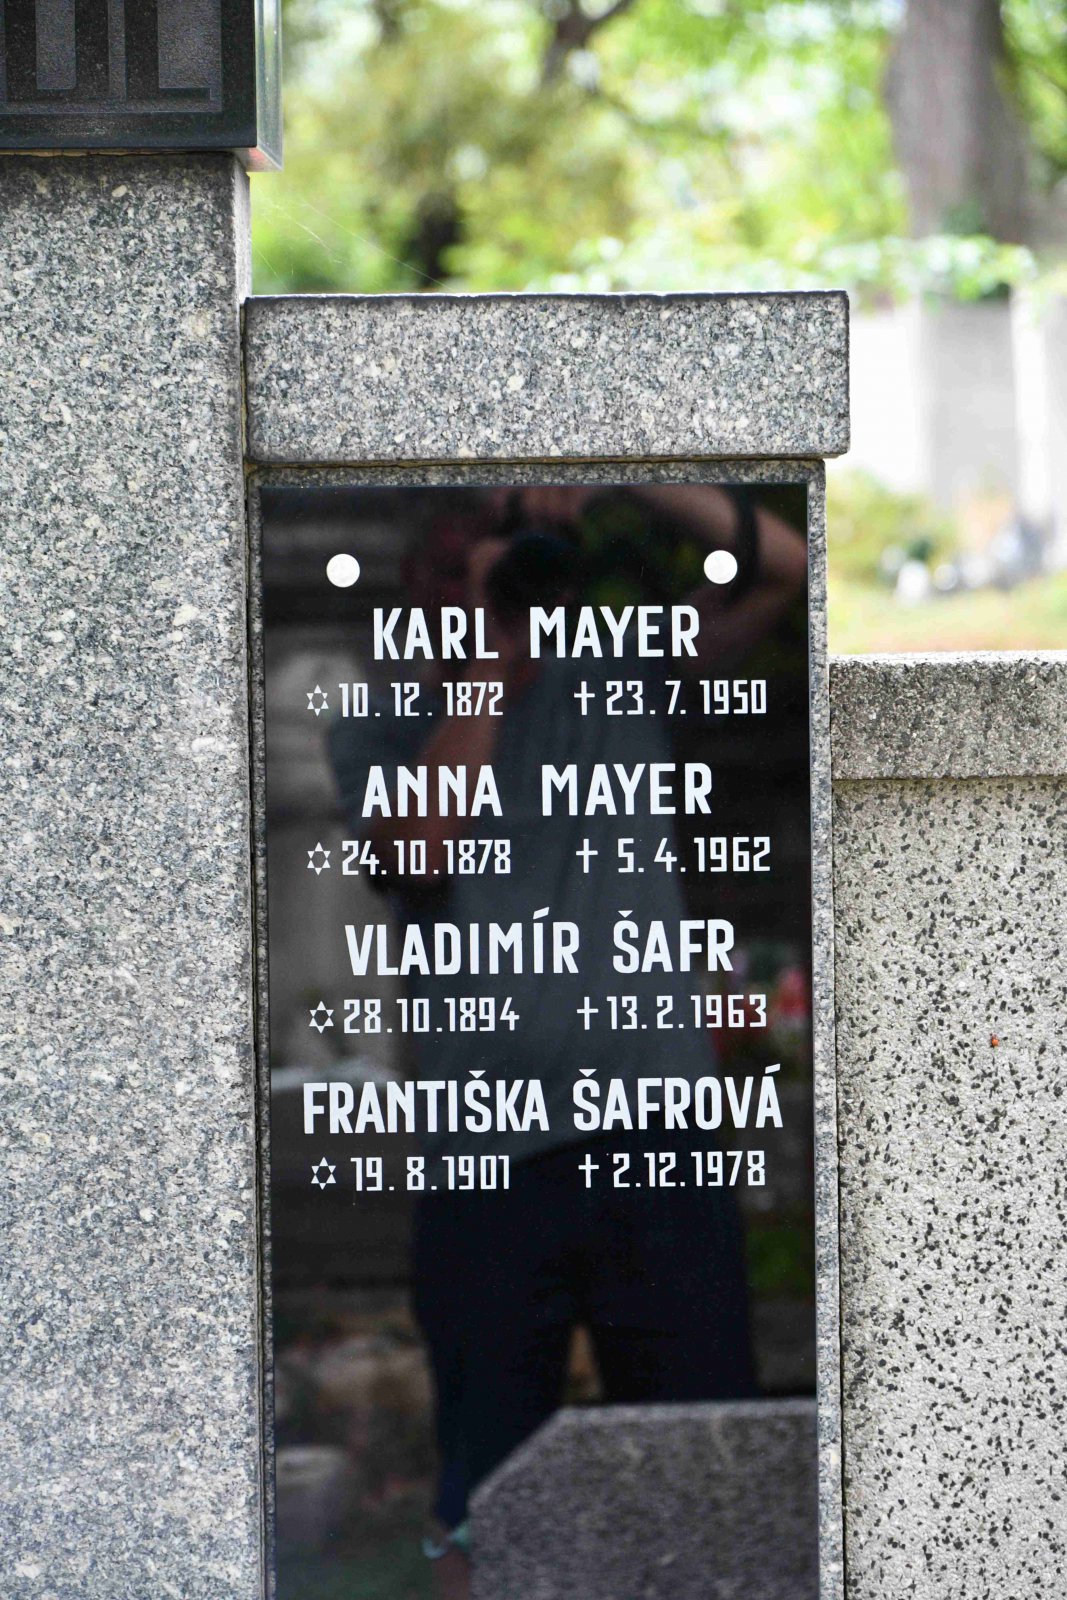 KARL MAYER
✡ 10. 12. 1872 † 23. 7. 1950
ANNA MAYER
✡ 24. 10. 1878 † 5. 4. 1962
VLADIMÍR ŠAFR
✡ 28. 10. 1894 † 13. 2. 1963
FRANTIŠKA ŠAFROVÁ
✡ 19. 8. 1901 † 2. 12. 1978